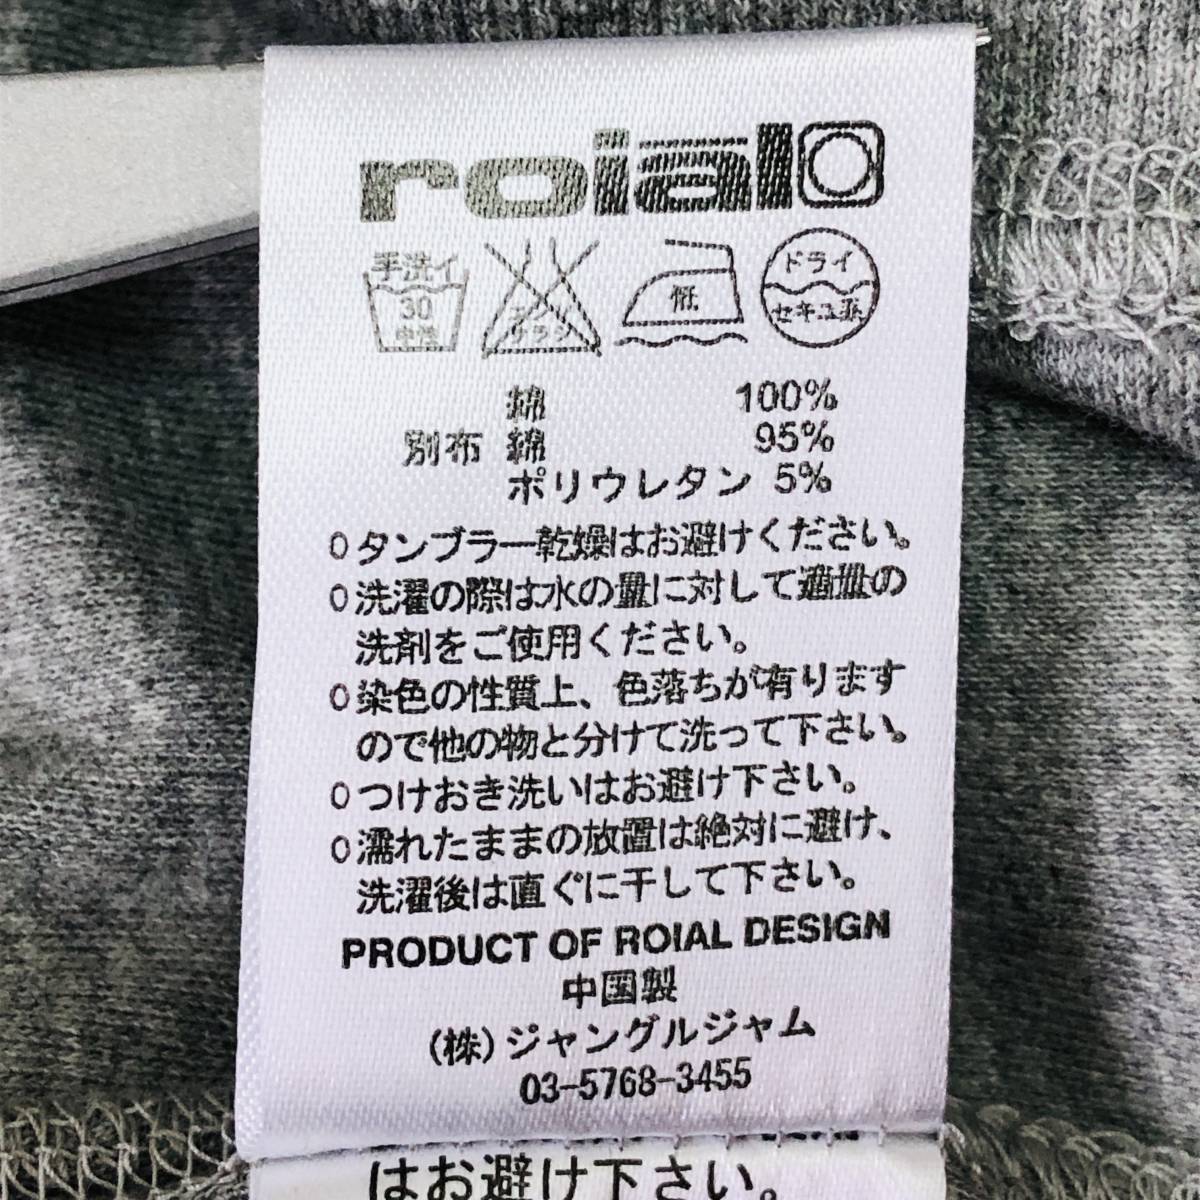 roial
手洗イ
30
中性
エンソ
サラシ
低
ドライ
セキユ系
綿 100%
別布 綿 95%
ポリウレタン 5%
○タンブラー乾燥はお避けください。
○洗濯の際は水の量に対して適量の
洗剤をご使用ください。
○染色の性質上、色落ちが有ります
ので他の物と分けて洗って下さい。
○つけおき洗いはお避け下さい。
○濡れたままの放置は絶対に避け、
洗濯後は直ぐに干して下さい。
PRODUCT OF ROIAL DESIGN
中国製
(株)ジャングルジャム
03-5768-3455
はお避け下さい。